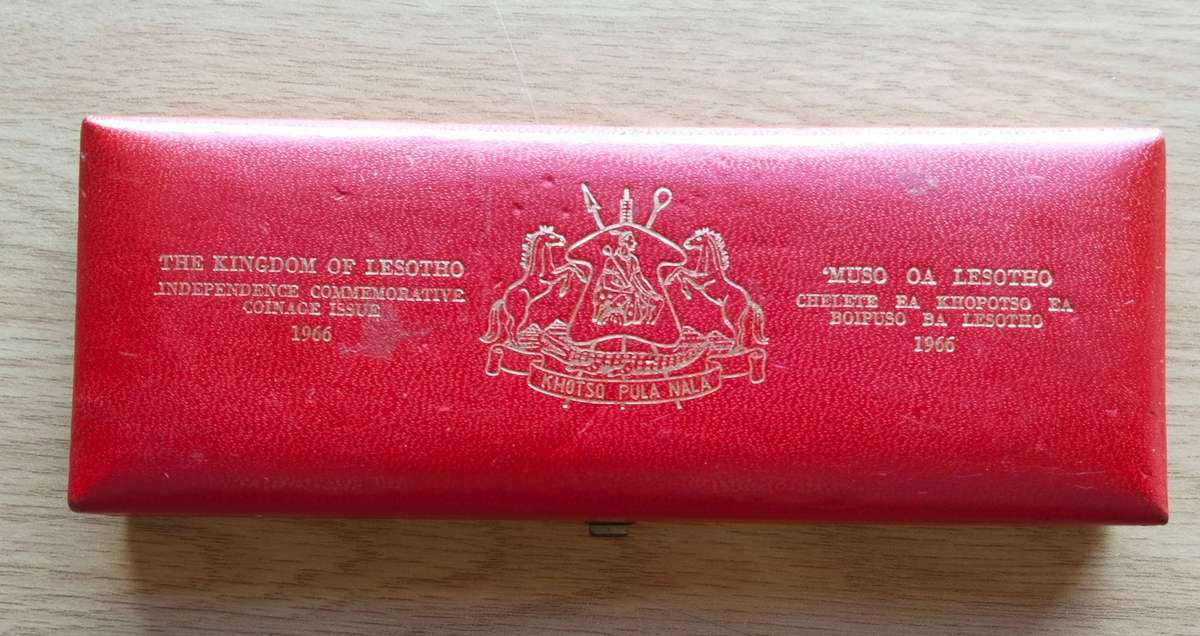 THE KINGDOM OF LESOTHO
INDEPENDENCE COMMEMORATIVE
COINAGE ISSUE
1966
KHOTSO PULA NALA
'MUSO OA LESOTHO
CHELETE EA KHOPOTSO EA
BOIPUSO BA LESOTHO
1966